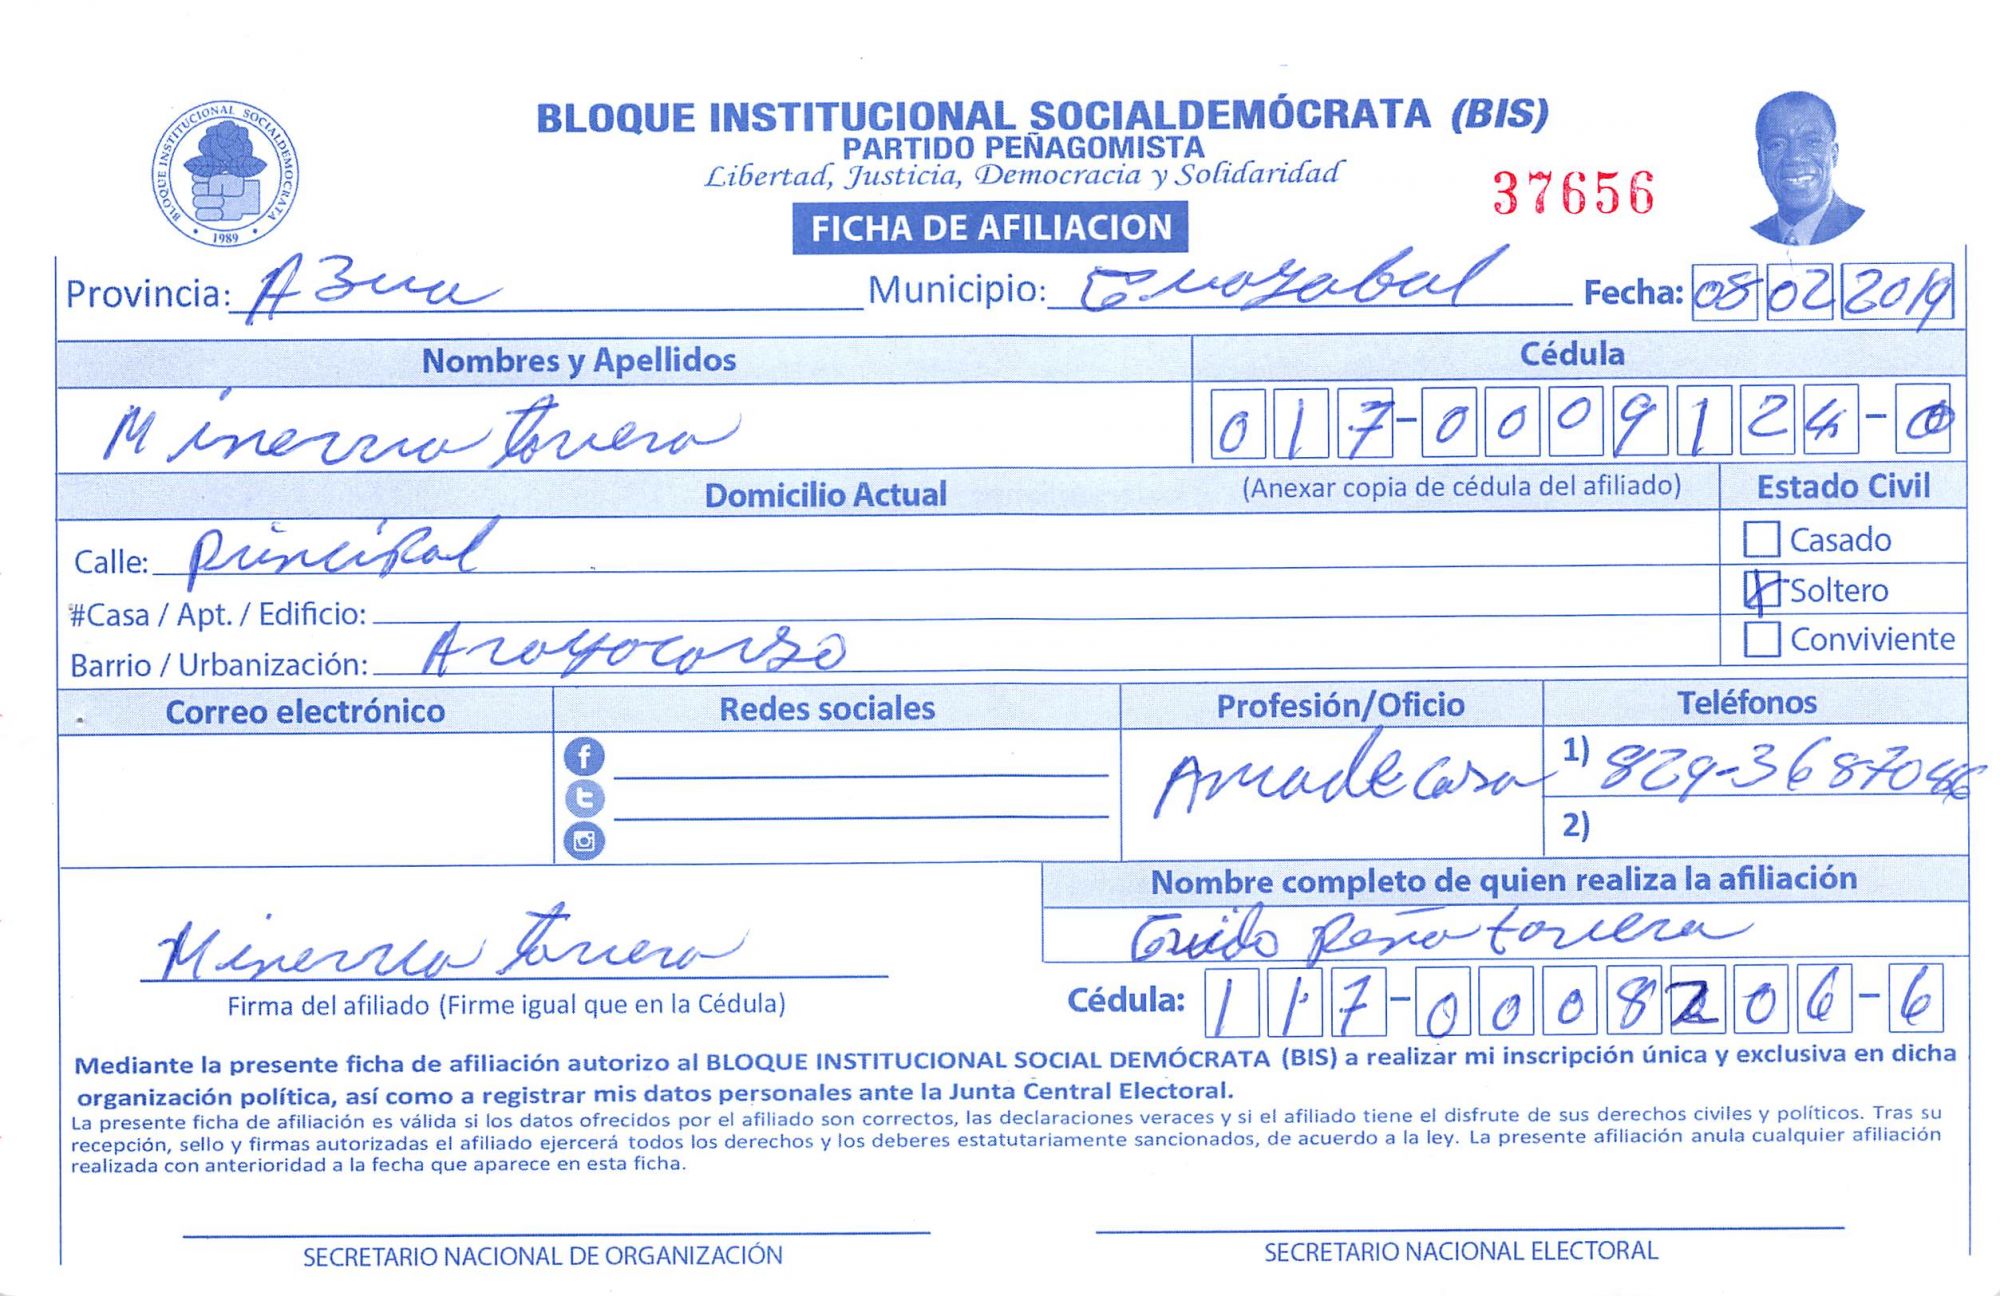 BLOQUE INSTITUCIONAL SOCIALDEMÓCRATA (BIS)
PARTIDO PEÑAGOMISTA
Libertad, Justicia, Democracia y Solidaridad
BLOQUE INSTITUCIONAL SOCIALDEMOCRATA
1989
37656
FICHA DE AFILIACION
Provincia: Azua Municipio: Guayabal Fecha: 08 02 2019
Nombres y Apellidos Cédula
Minerva 017-0009124-0
Domicilio Actual (Anexar copia de cédula del afiliado) Estado Civil
Calle: Principal Casado
#Casa / Apt. / Edificio: X Soltero
Barrio / Urbanización: Conviviente
Correo electrónico Redes sociales Profesión/Oficio Teléfonos
Ama de Casa 1) 829-3687046
2)
Nombre completo de quien realiza la afiliación
Minerva Guido Peña
Firma del afiliado (Firme igual que en la Cédula) Cédula: 117-0008206-6
Mediante la presente ficha de afiliación autorizo al BLOQUE INSTITUCIONAL SOCIAL DEMÓCRATA (BIS) a realizar mi inscripción única y exclusiva en dicha
organización política, así como a registrar mis datos personales ante la Junta Central Electoral.
La presente ficha de afiliación es válida si los datos ofrecidos por el afiliado son correctos, las declaraciones veraces y si el afiliado tiene el disfrute de sus derechos civiles y políticos. Tras su
recepción, sello y firmas autorizadas el afiliado ejercerá todos los derechos y los deberes estatutariamente sancionados, de acuerdo a la ley. La presente afiliación anula cualquier afiliación
realizada con anterioridad a la fecha que aparece en esta ficha.
SECRETARIO NACIONAL DE ORGANIZACIÓN SECRETARIO NACIONAL ELECTORAL